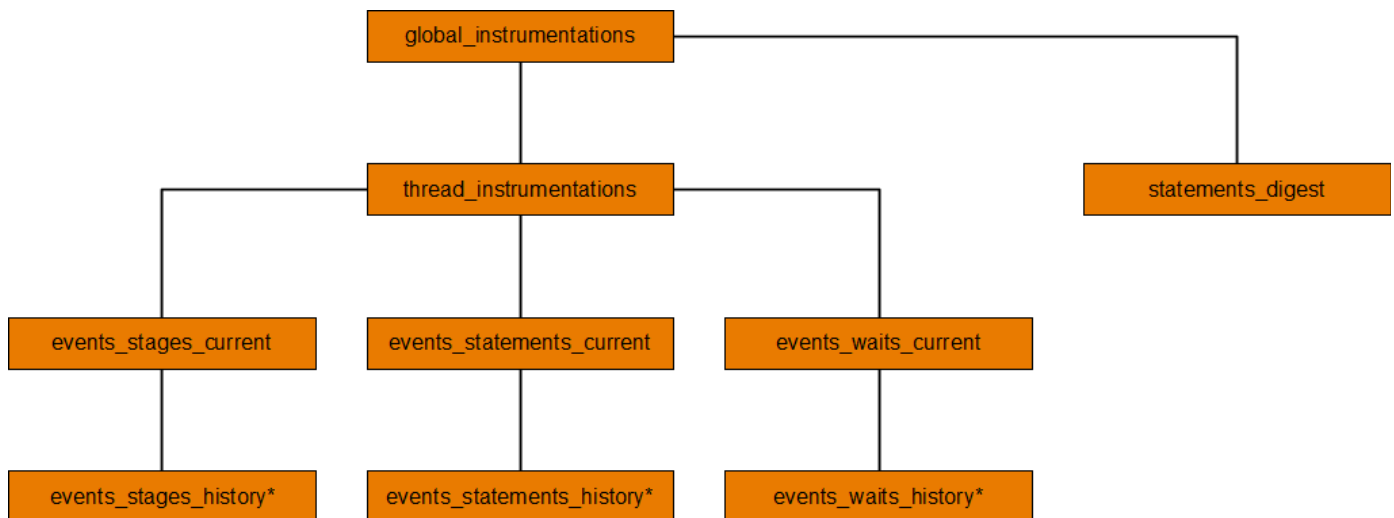 global_instrumentations
thread_instrumentations
statements_digest
events_stages_current
events_statements_current
events_waits_current
events_stages_history*
events_statements_history*
events_waits_history*